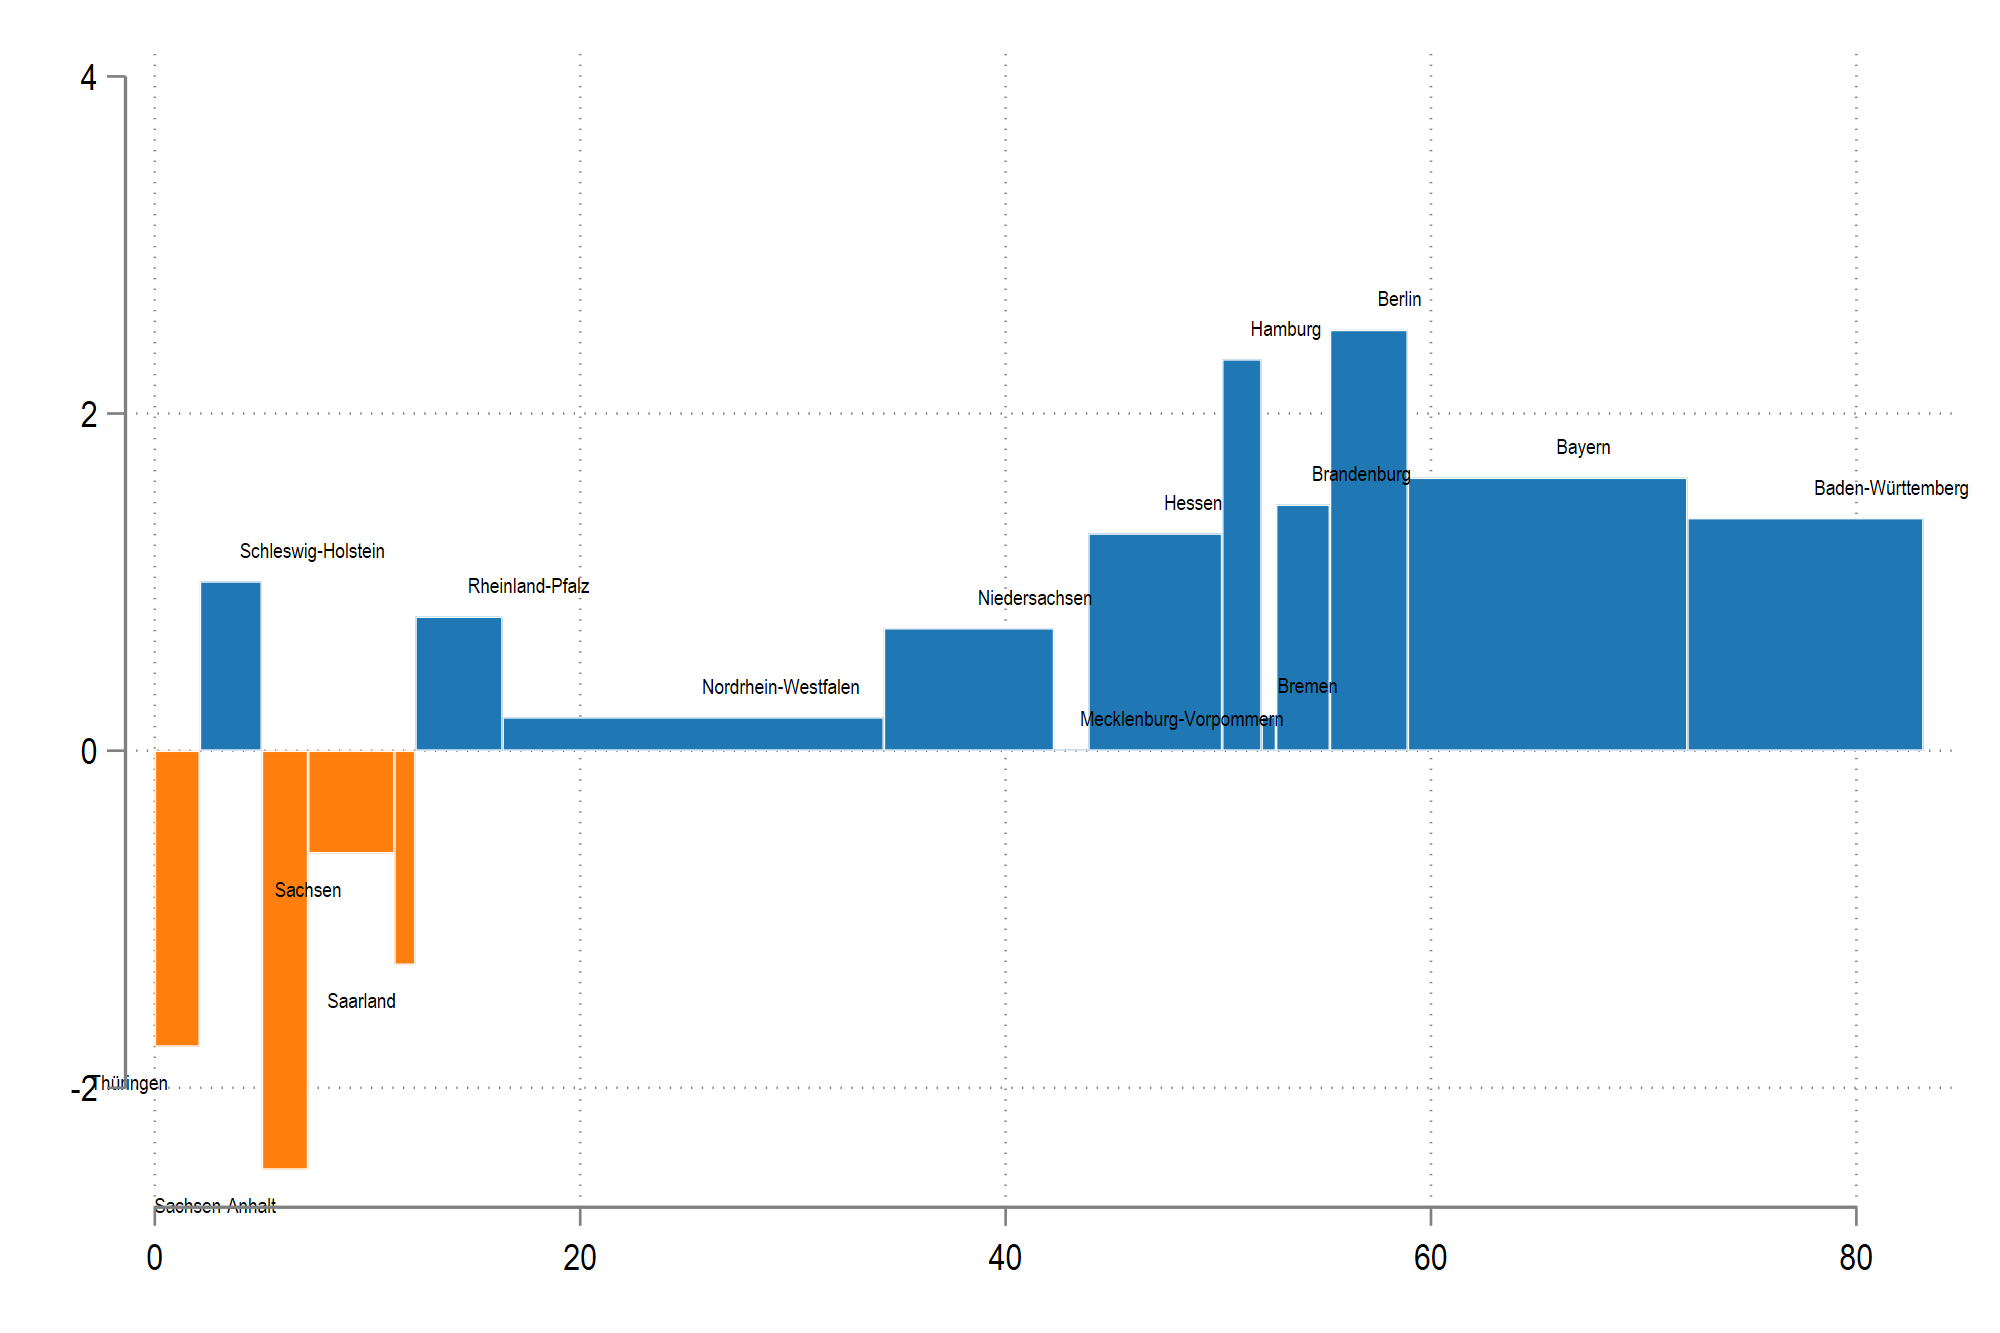 4
Berlin
Hamburg
2
Bayern
Brandenburg
Baden-Württemberg
Hessen
Schleswig-Holstein
Rheinland-Pfalz
Niedersachsen
Nordrhein-Westfalen
Bremen
Mecklenburg-Vorpommern
0
Sachsen
Saarland
-2
Thüringen
Sachsen-Anhalt
0 20 40 60 80